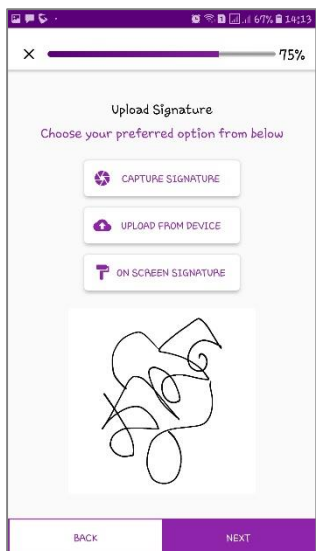 67% 14:13
75%
Upload Signature
Choose your preferred option from below
CAPTURE SIGNATURE
UPLOAD FROM DEVICE
ON SCREEN SIGNATURE
BACK NEXT